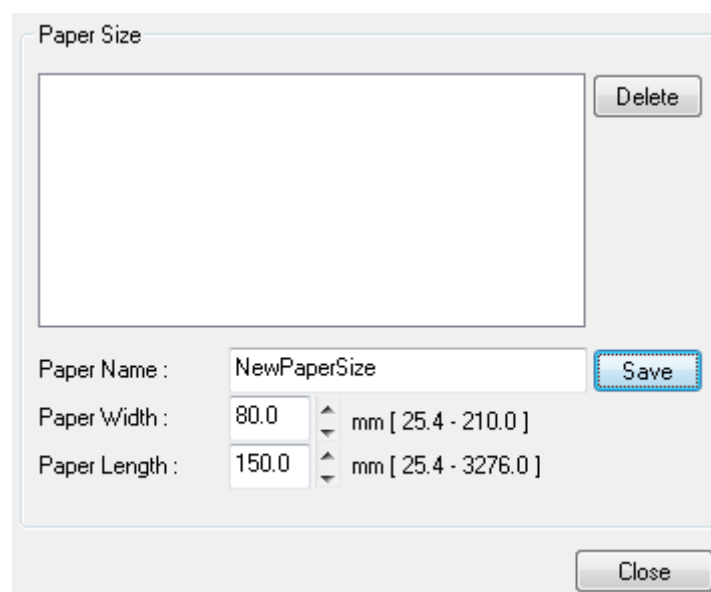 Paper Size
Delete
Paper Name : NewPaperSize Save
Paper Width : 80.0 mm [ 25.4 - 210.0 ]
Paper Length : 150.0 mm [ 25.4 - 3276.0 ]
Close